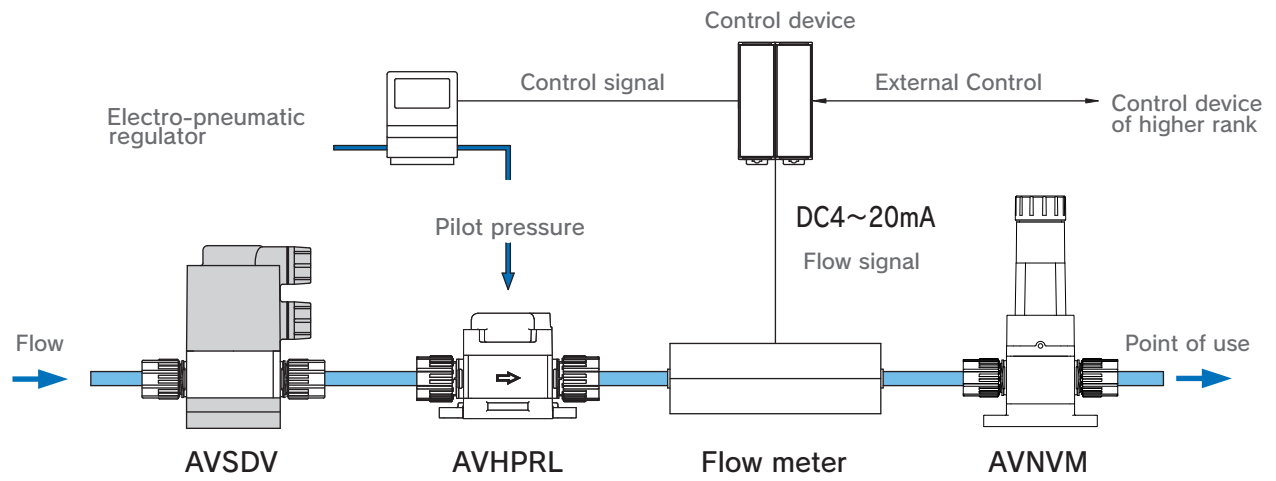 Control device
Control signal
External Control
Control device
of higher rank
Electro-pneumatic
regulator
DC4～20mA
Pilot pressure
Flow signal
Flow
Point of use
AVSDV
AVHPRL
Flow meter
AVNVM